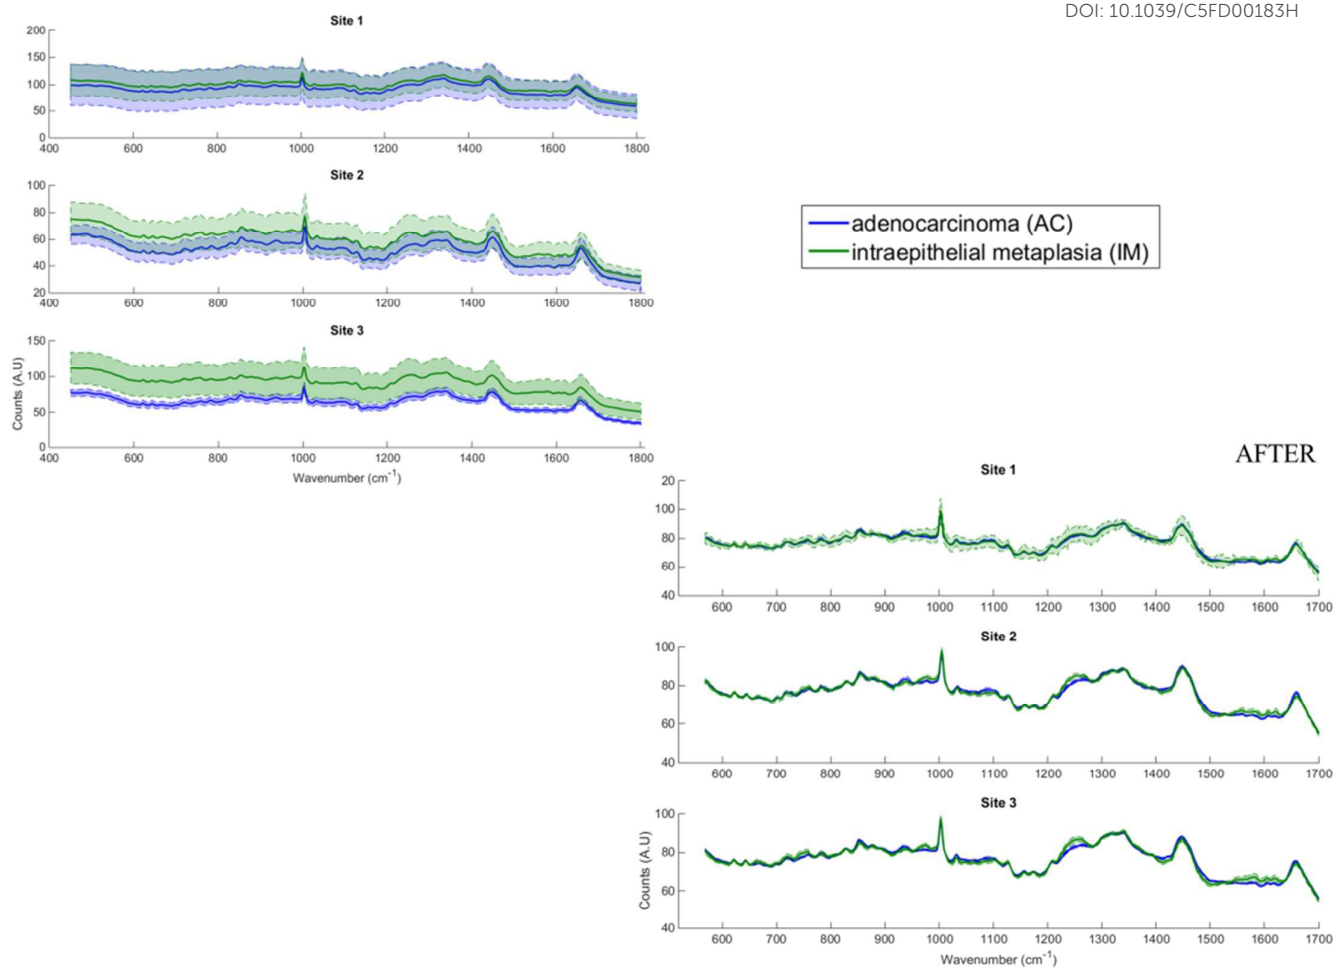 DOI: 10.1039/C5FD00183H
Site 1
200
150
100
50
0
400 600 800 1000 1200 1400 1600 1800
Site 2
100
80
60
40
20
400 600 800 1000 1200 1400 1600 1800
Site 3
150
100
50
0
400 600 800 1000 1200 1400 1600 1800
Counts (A.U)
Wavenumber (cm⁻¹)
adenocarcinoma (AC)
intraepithelial metaplasia (IM)
AFTER
Site 1
20
100
80
60
40
600 700 800 900 1000 1100 1200 1300 1400 1500 1600 1700
Site 2
100
80
60
40
600 700 800 900 1000 1100 1200 1300 1400 1500 1600 1700
Site 3
100
80
60
40
600 700 800 900 1000 1100 1200 1300 1400 1500 1600 1700
Counts (A.U)
Wavenumber (cm⁻¹)